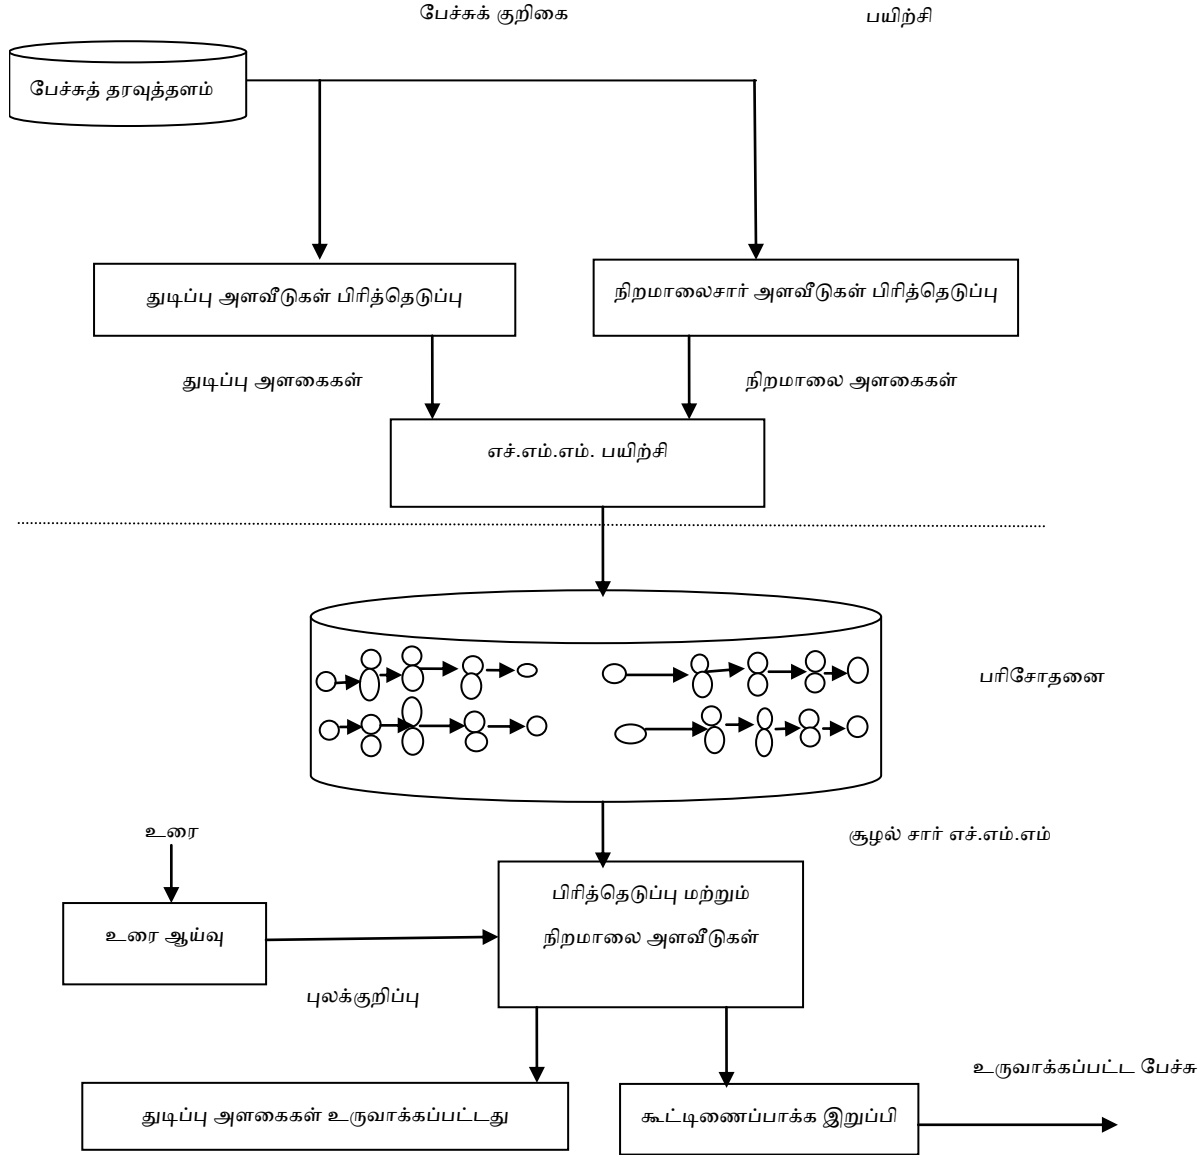 பேச்சுக் குறிகை
பயிற்சி
பேச்சுத் தரவுத்தளம்
துடிப்பு அளவீடுகள் பிரித்தெடுப்பு
நிறமாலைசார் அளவீடுகள் பிரித்தெடுப்பு
துடிப்பு அளகைகள்
நிறமாலை அளகைகள்
எச்.எம்.எம். பயிற்சி
பரிசோதனை
உரை
சூழல் சார் எச்.எம்.எம்
பிரித்தெடுப்பு மற்றும்
நிறமாலை அளவீடுகள்
உரை ஆய்வு
புலக்குறிப்பு
உருவாக்கப்பட்ட பேச்சு
துடிப்பு அளகைகள் உருவாக்கப்பட்டது
கூட்டிணைப்பாக்க இறுப்பி